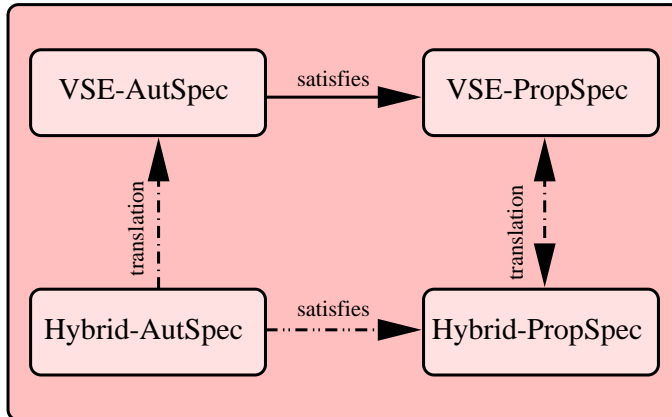 VSE-AutSpec
satisfies
VSE-PropSpec
translation
translation
Hybrid-AutSpec
satisfies
Hybrid-PropSpec